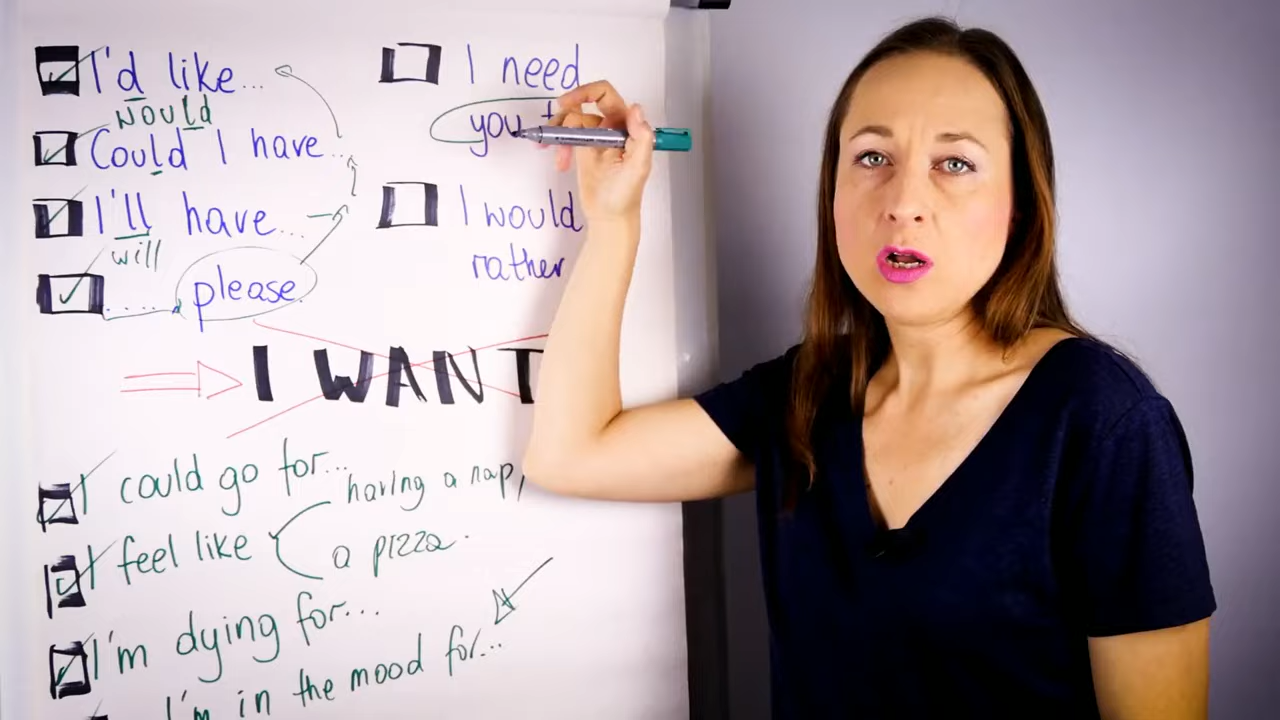 I'd like...
would
Could I have...
I'll have...
will
..... please
I need
you t
I would
rather
I WANT
I could go for...
having a nap,
I feel like
a pizza.
I'm dying for...
I'm in the mood for...